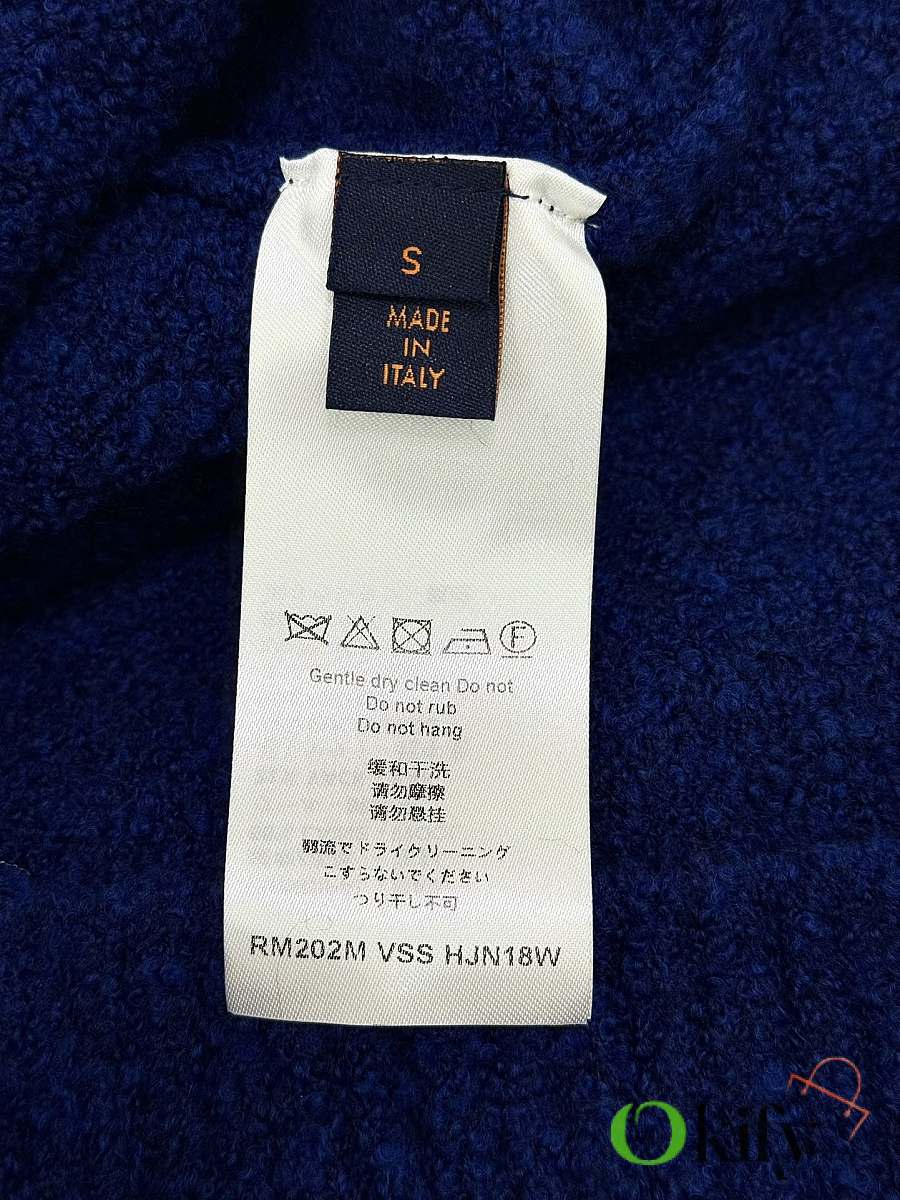 S
MADE
IN
ITALY
F
Gentle dry clean Do not
Do not rub
Do not hang
缓和干洗
请勿摩擦
请勿悬挂
弱流でドライクリーニング
こすらないでください
つり干し不可
RM202M VSS HJN18W
Okify